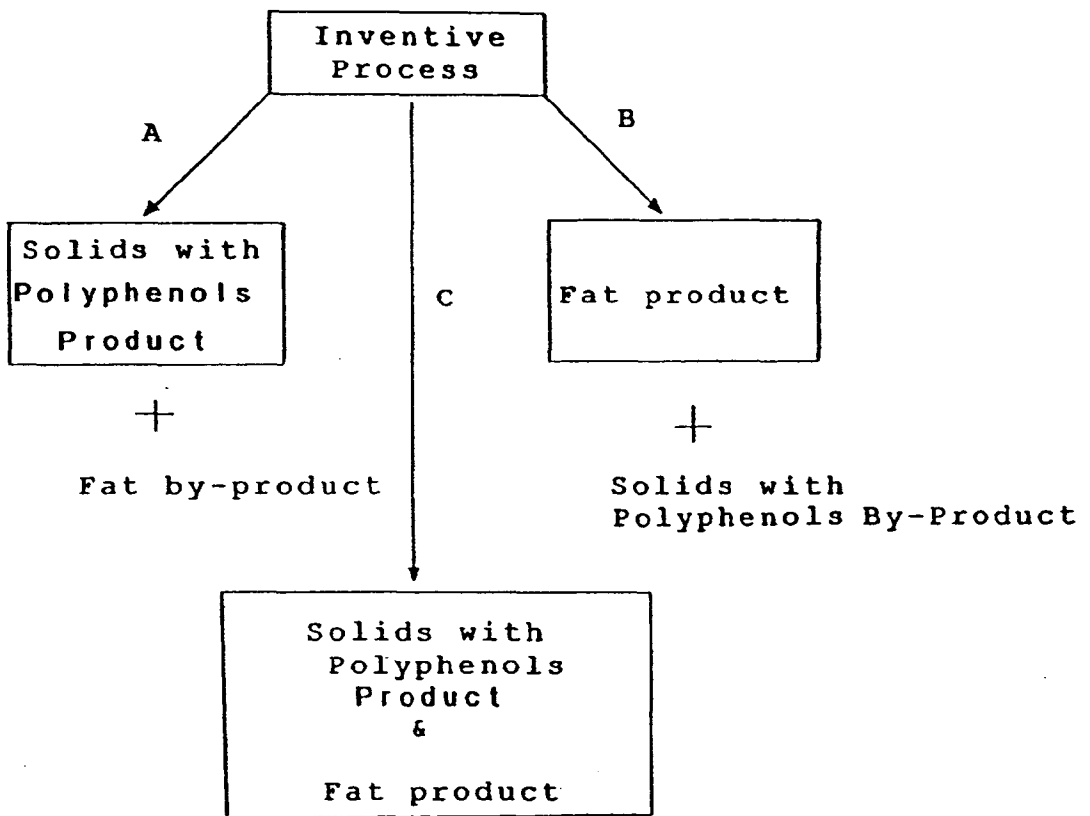 Inventive
Process
A
B
Solids with
Polyphenols
Product
C
Fat product
+
Fat by-product
+
Solids with
Polyphenols By-Product
Solids with
Polyphenols
Product
&
Fat product